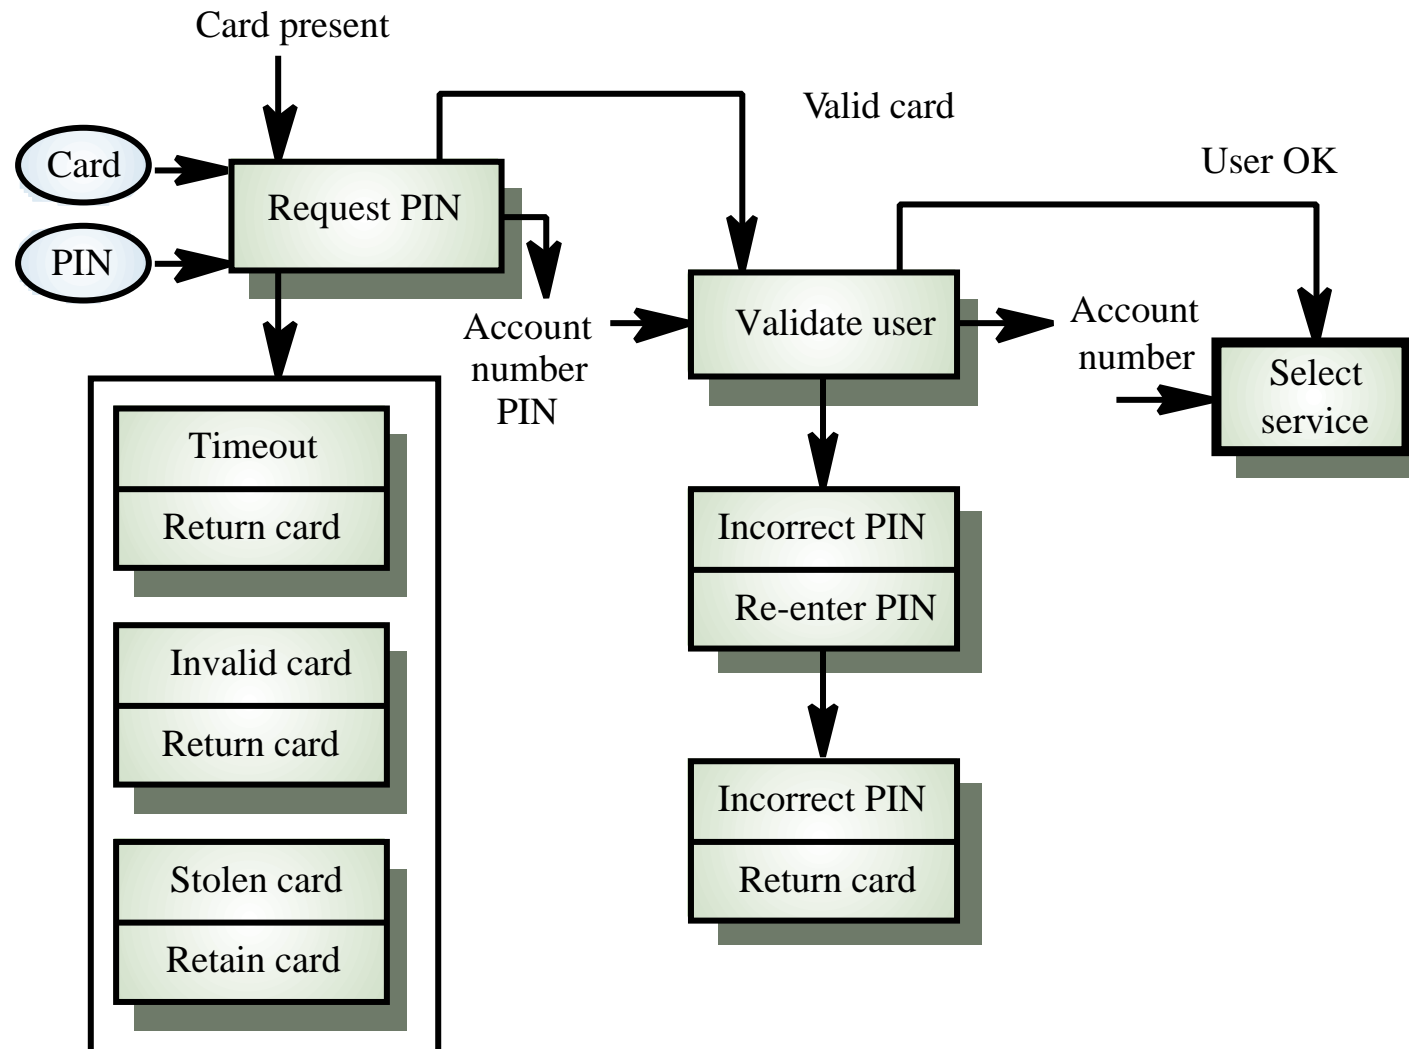 Card present
Valid card
User OK
Card
Request PIN
PIN
Account
number
PIN
Validate user
Account
number
Select
service
Timeout
Return card
Invalid card
Return card
Stolen card
Retain card
Incorrect PIN
Re-enter PIN
Incorrect PIN
Return card